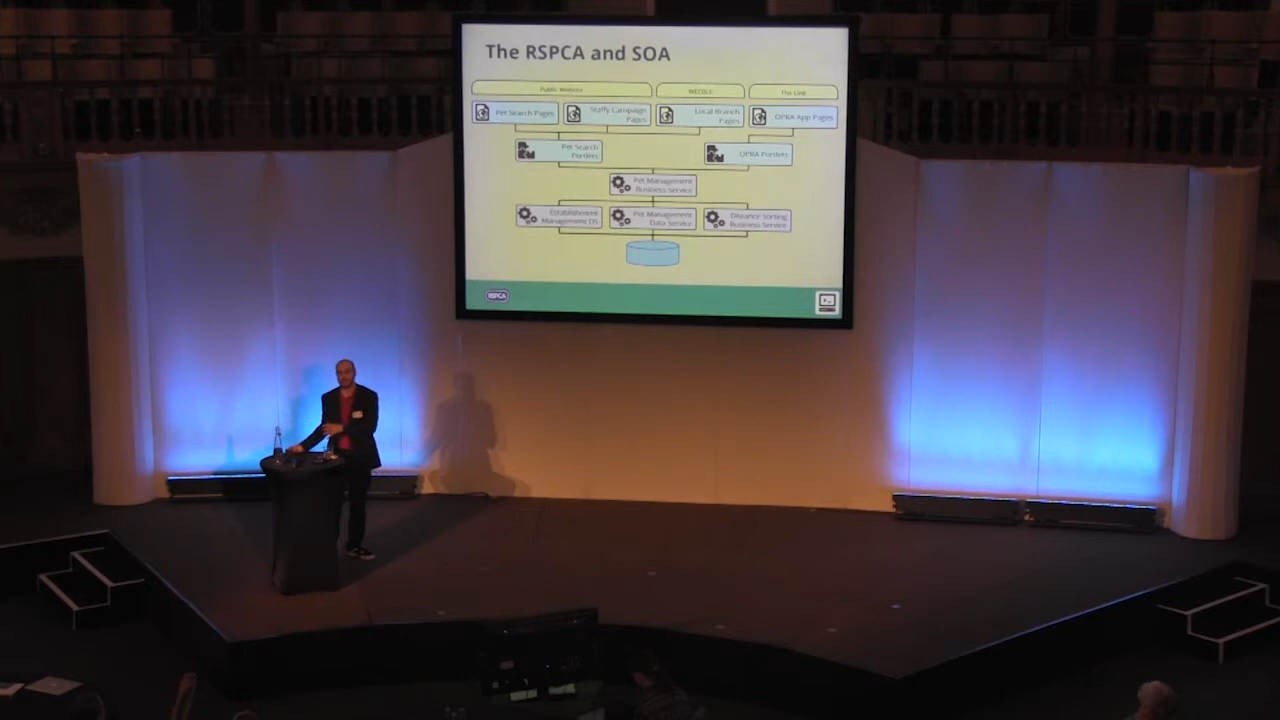 The RSPCA and SOA
Public Website
WEEBLE
The Link
Pet Search Pages
Staffy Campaign
Pages
Local Branch
Pages
OPRA App Pages
Pet Search
Portlets
OPRA Portlets
Pet Management
Business Service
Establishment
Management DS
Pet Management
Data Service
Distance Sorting
Business Service
RSPCA